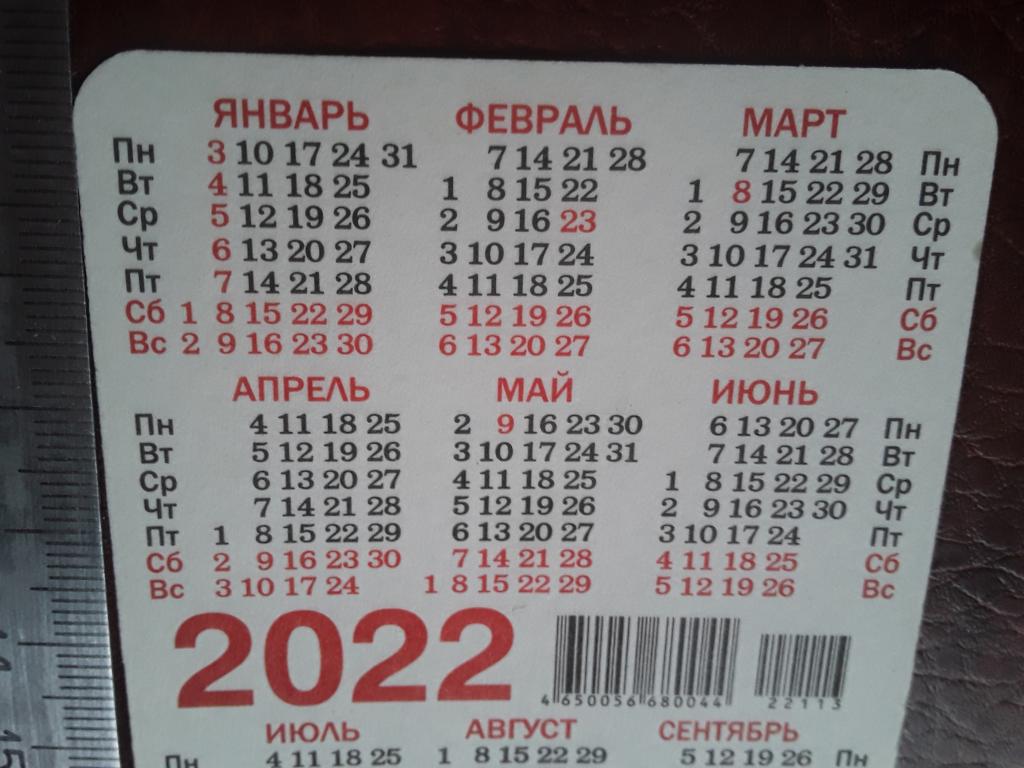 ЯНВАРЬ ФЕВРАЛЬ МАРТ
Пн 3 10 17 24 31 7 14 21 28 7 14 21 28 Пн
Вт 4 11 18 25 1 8 15 22 1 8 15 22 29 Вт
Ср 5 12 19 26 2 9 16 23 2 9 16 23 30 Ср
Чт 6 13 20 27 3 10 17 24 3 10 17 24 31 Чт
Пт 7 14 21 28 4 11 18 25 4 11 18 25 Пт
Сб 1 8 15 22 29 5 12 19 26 5 12 19 26 Сб
Вс 2 9 16 23 30 6 13 20 27 6 13 20 27 Вс
АПРЕЛЬ МАЙ ИЮНЬ
Пн 4 11 18 25 2 9 16 23 30 6 13 20 27 Пн
Вт 5 12 19 26 3 10 17 24 31 7 14 21 28 Вт
Ср 6 13 20 27 4 11 18 25 1 8 15 22 29 Ср
Чт 7 14 21 28 5 12 19 26 2 9 16 23 30 Чт
Пт 1 8 15 22 29 6 13 20 27 3 10 17 24 Пт
Сб 2 9 16 23 30 7 14 21 28 4 11 18 25 Сб
Вс 3 10 17 24 1 8 15 22 29 5 12 19 26 Вс
2022
4 650056 680044
22113
ИЮЛЬ АВГУСТ СЕНТЯБРЬ
Пн 4 11 18 25 1 8 15 22 29 5 12 19 26 Пн
15